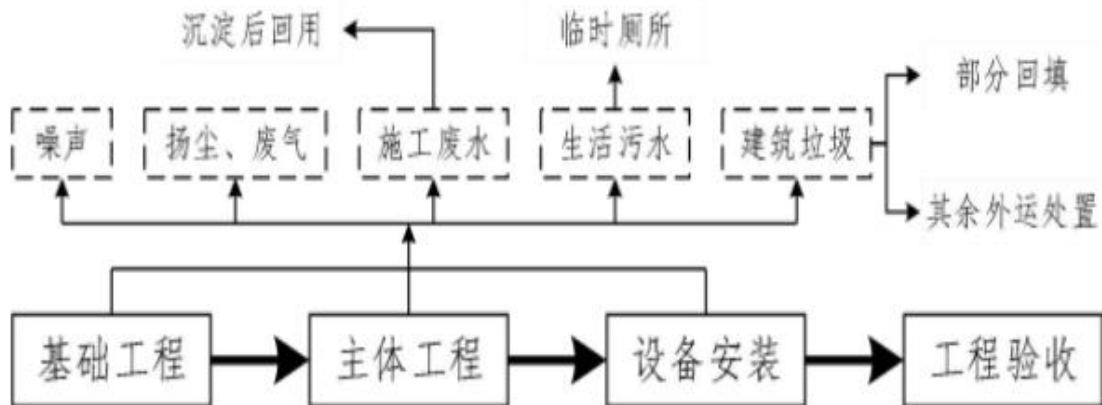 沉淀后回用
临时厕所
部分回填
噪声
扬尘、废气
施工废水
生活污水
建筑垃圾
其余外运处置
基础工程
主体工程
设备安装
工程验收